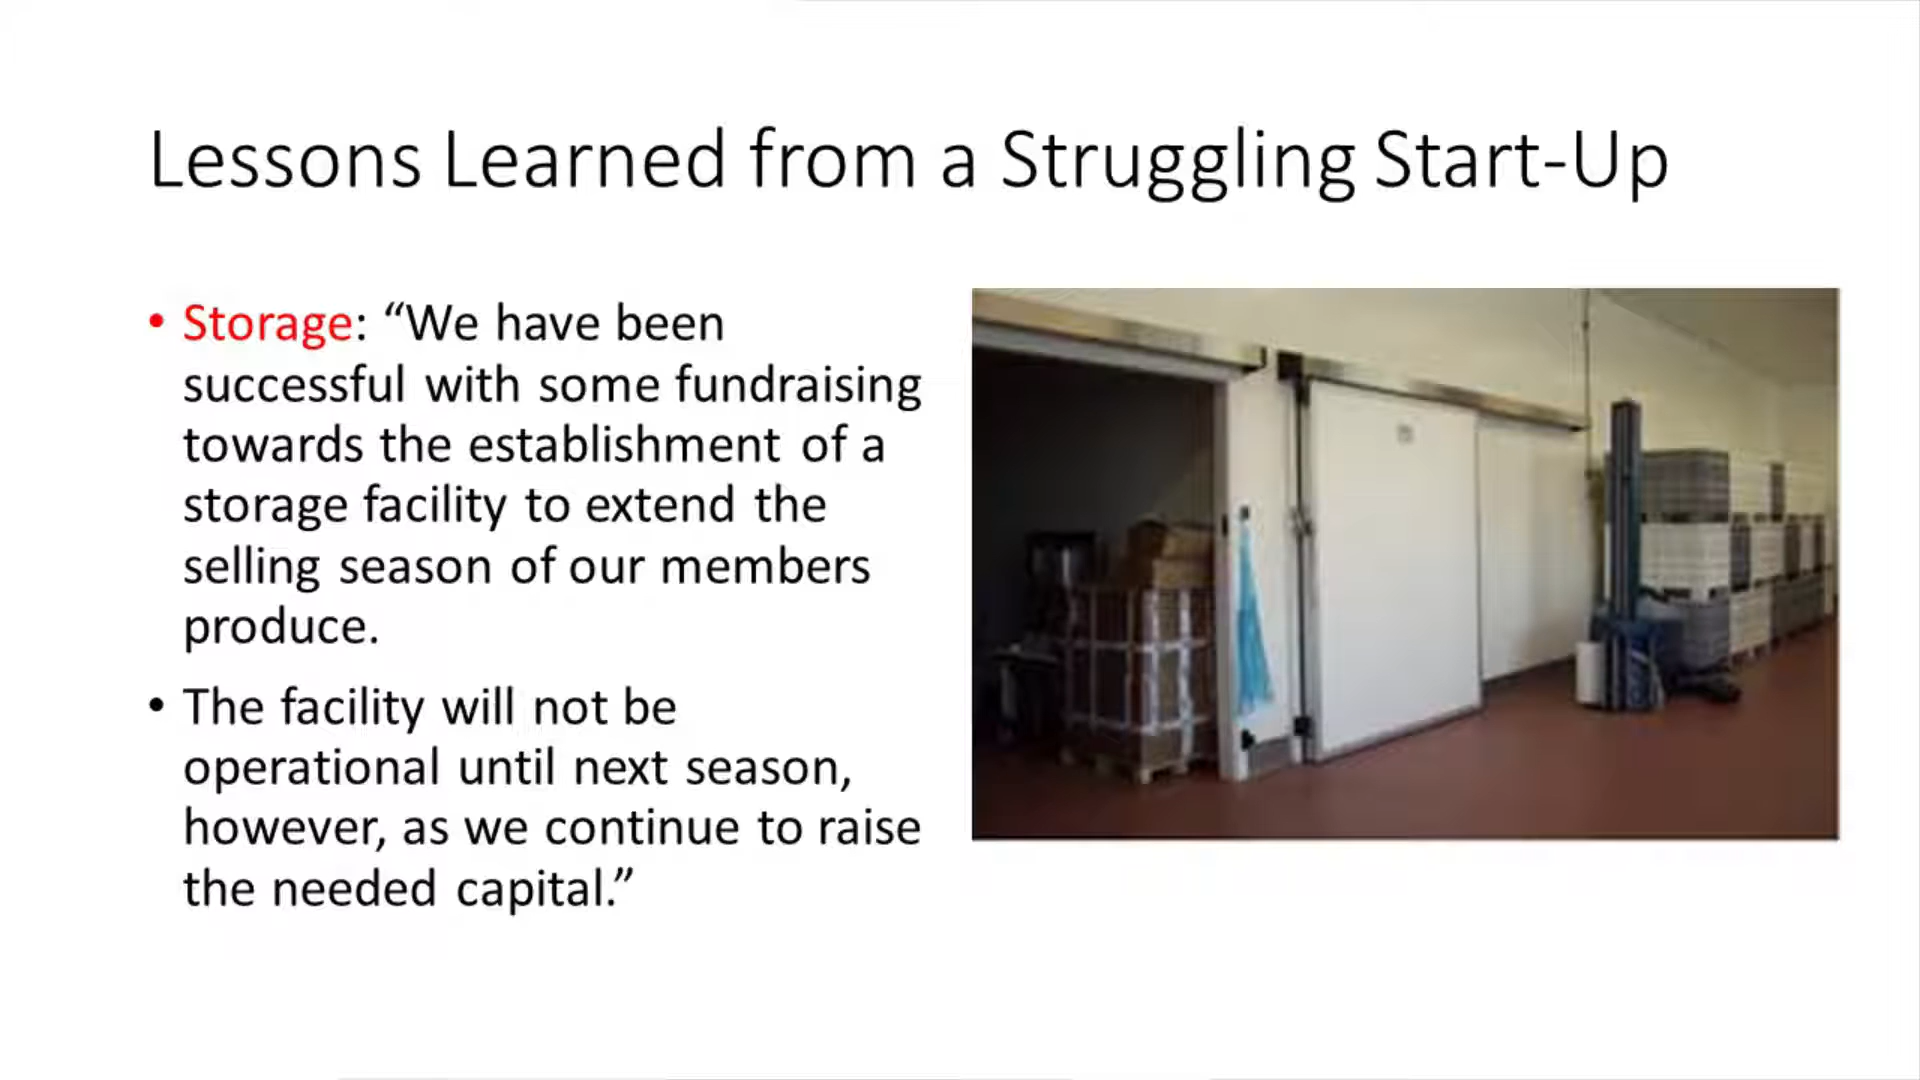 Lessons Learned from a Struggling Start-Up
• Storage: “We have been
successful with some fundraising
towards the establishment of a
storage facility to extend the
selling season of our members
produce.
• The facility will not be
operational until next season,
however, as we continue to raise
the needed capital.”